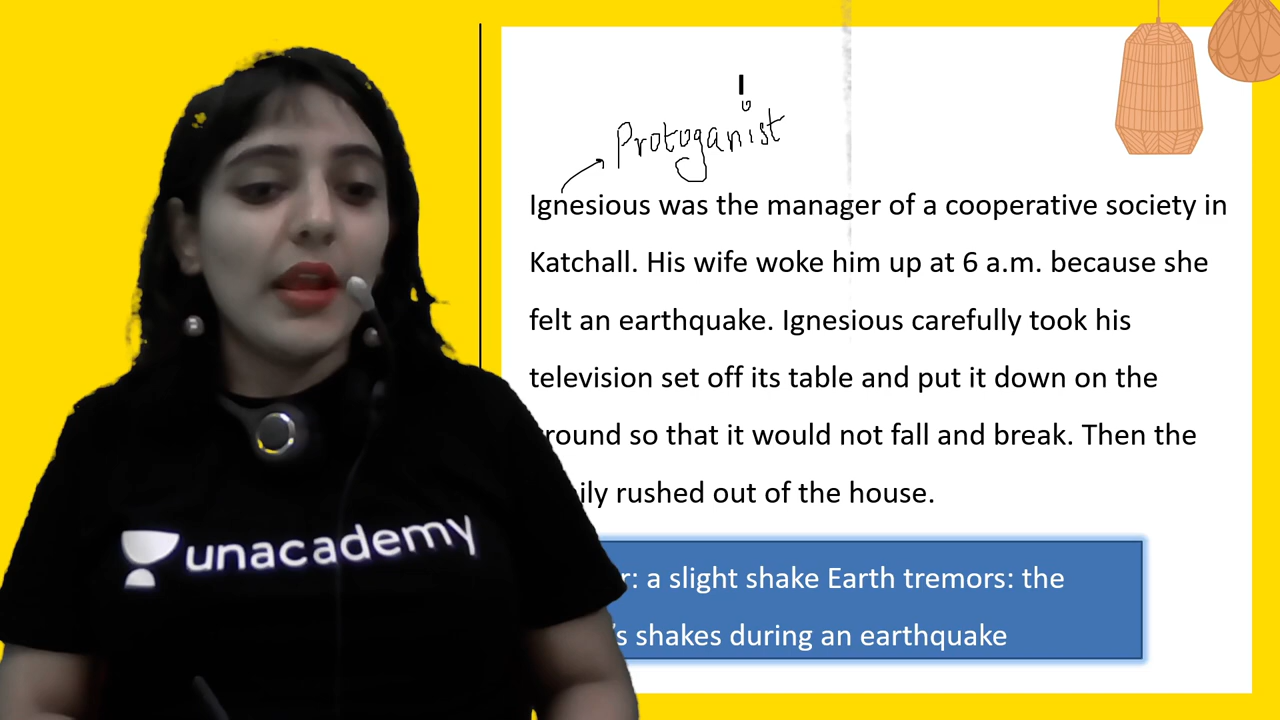 I
Protoganist
Ignesious was the manager of a cooperative society in
Katchall. His wife woke him up at 6 a.m. because she
felt an earthquake. Ignesious carefully took his
television set off its table and put it down on the
round so that it would not fall and break. Then the
ily rushed out of the house.
r: a slight shake Earth tremors: the
's shakes during an earthquake
unacademy